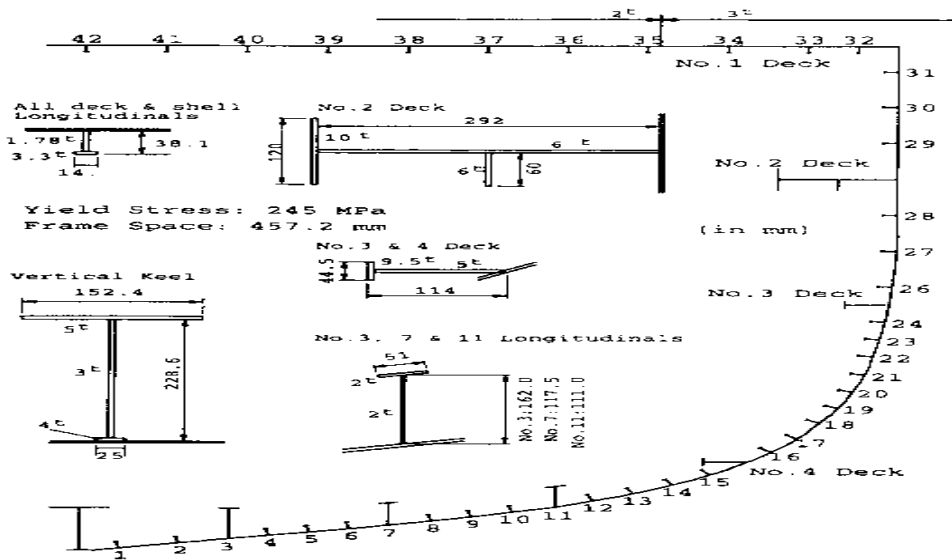 2t 3t
42 41 40 39 38 37 36 35 34 33 32
No.1 Deck
31
30
29
28
27
26
24
23
22
21
20
19
18
16
15
14
13
12
11
10
9
8
7
6
5
4
3
2
1
All deck & shell
Longitudinals
1.78t
38.1
3.3t
14.
No.2 Deck
292
120
10t
6t
6t
60
No.2 Deck
Yield Stress: 245 MPa
Frame Space: 457.2 mm
(in mm)
No.3 & 4 Deck
44.5
9.5t
5t
114
Vertical Keel
152.4
5t
3t
228.6
4t
25
No.3 Deck
No.3, 7 & 11 Longitudinals
51
2t
2t
No.3:162.0
No.7:117.5
No.11:111.0
No.4 Deck